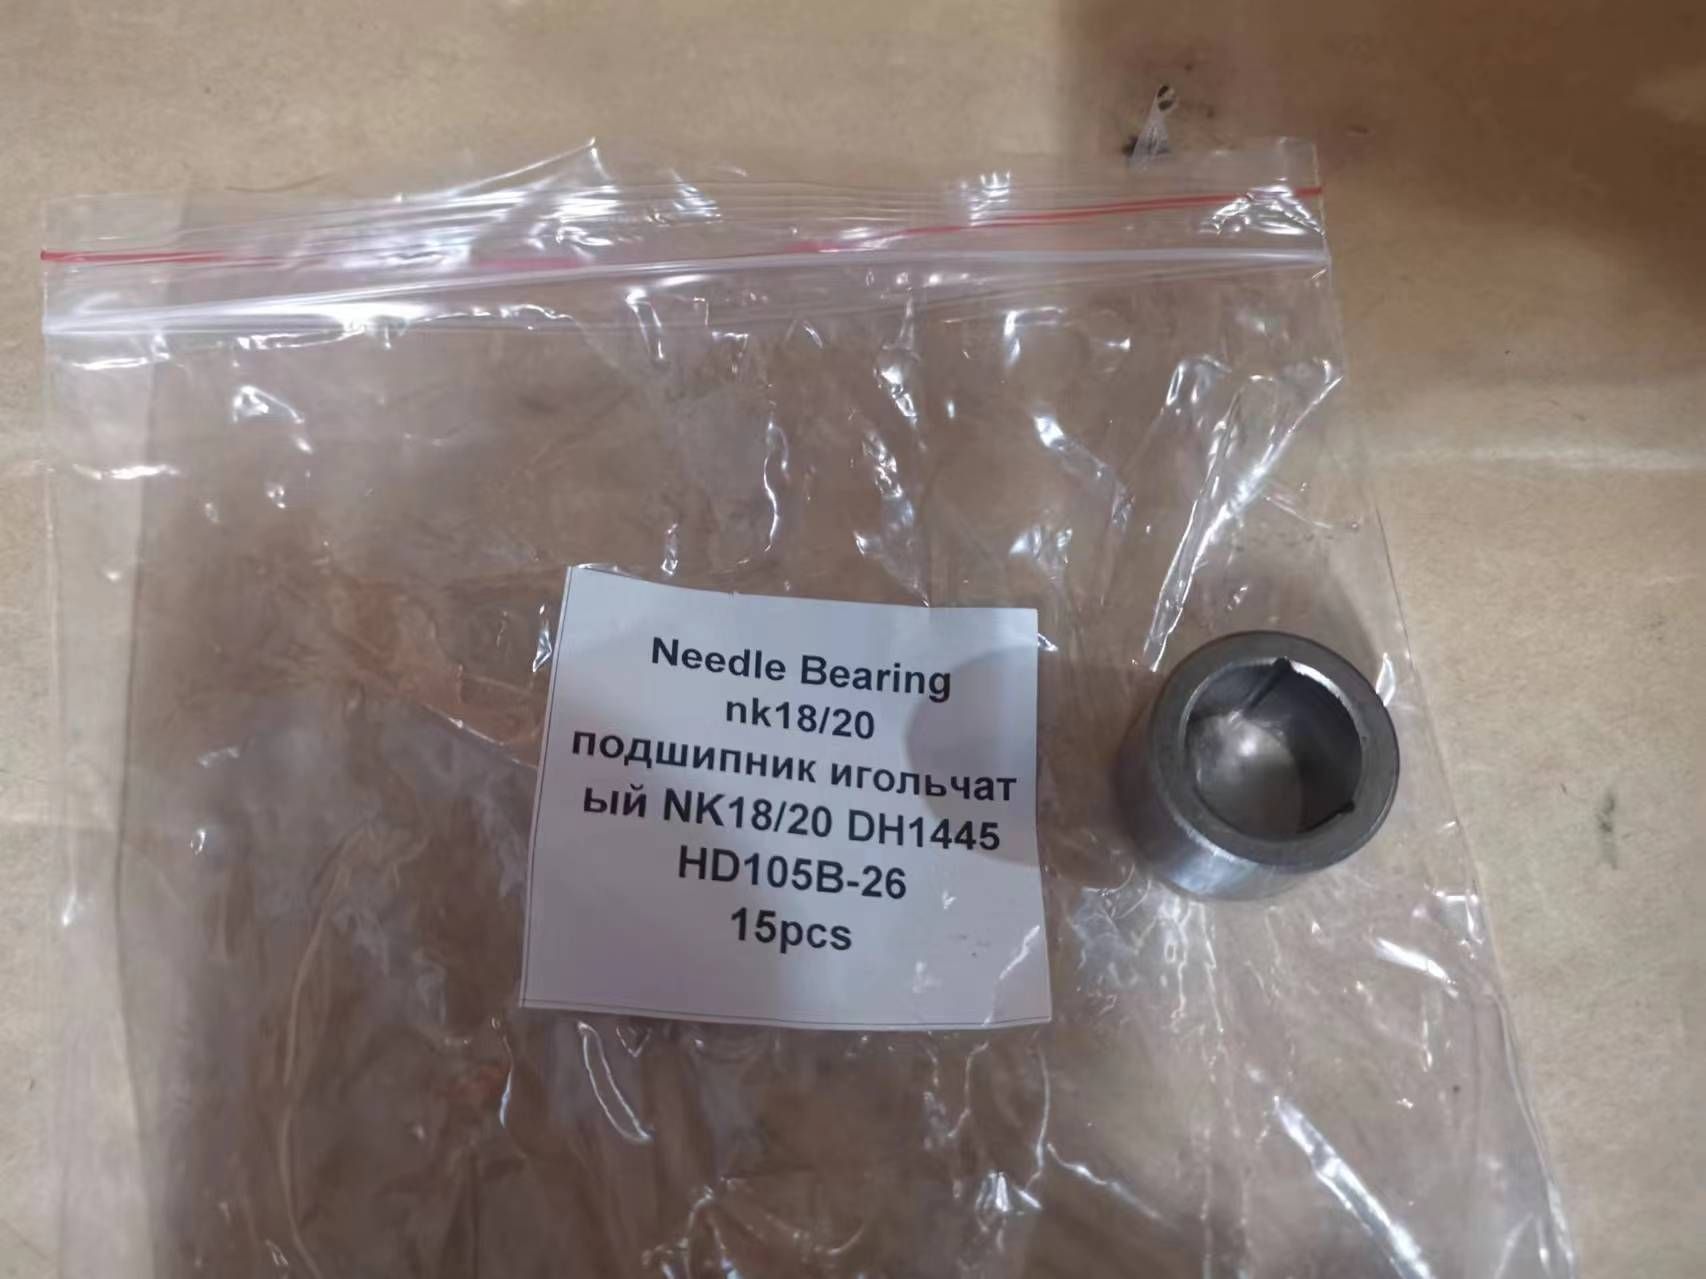 Needle Bearing
nk18/20
подшипник игольчат
ый NK18/20 DH1445
HD105B-26
15pcs